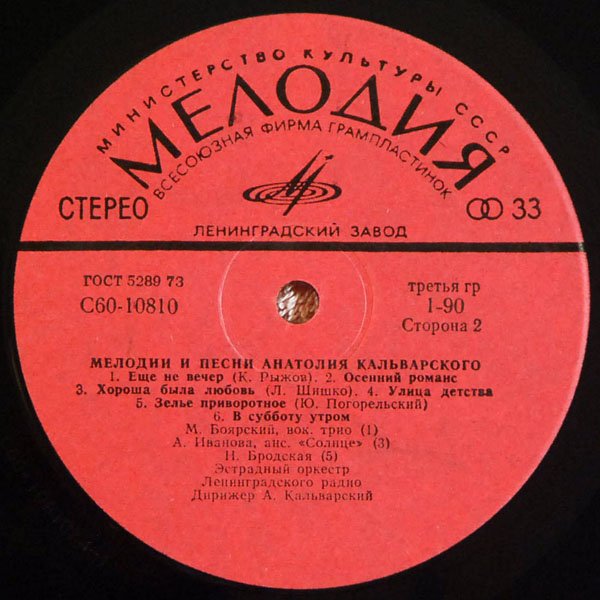 МИНИСТЕРСТВО КУЛЬТУРЫ СССР
МЕЛОДИЯ
ВСЕСОЮЗНАЯ ФИРМА ГРАМПЛАСТИНОК
СТЕРЕО
33
ЛЕНИНГРАДСКИЙ ЗАВОД
ГОСТ 5289 73
С60-10810
третья гр
1-90
Сторона 2
МЕЛОДИИ И ПЕСНИ АНАТОЛИЯ КАЛЬВАРСКОГО
1. Еще не вечер (К. Рыжов). 2. Осенний романс
3. Хороша была любовь (Л. Шишко). 4. Улица детства
5. Зелье приворотное (Ю. Погорельский)
6. В субботу утром
М. Боярский, вок. трио (1)
А. Иванова, анс. «Солнце» (3)
Н. Бродская (5)
Эстрадный оркестр
Ленинградского радио
Дирижер А. Кальварский